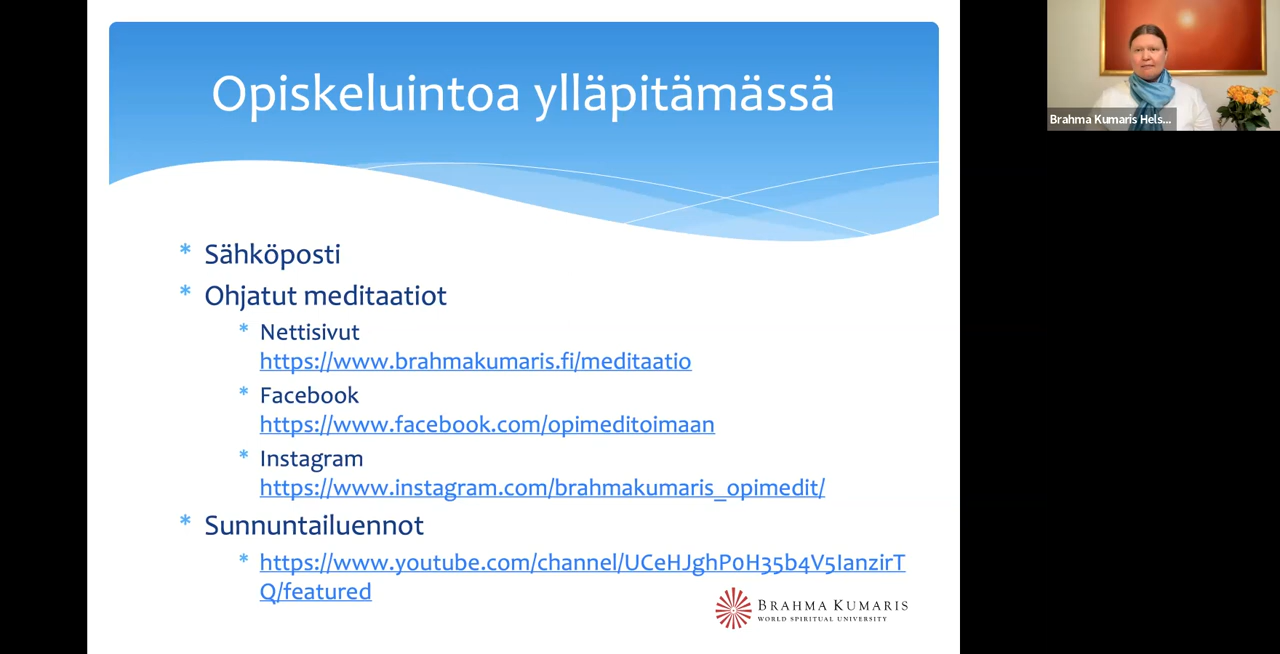 Opiskeluintoa ylläpitämässä
Brahma Kumaris Hels...
* Sähköposti
* Ohjatut meditaatiot
* Nettisivut
https://www.brahmakumaris.fi/meditaatio
* Facebook
https://www.facebook.com/opimeditoimaan
* Instagram
https://www.instagram.com/brahmakumaris_opimedit/
* Sunnuntailuennot
* https://www.youtube.com/channel/UCeHJghP0H35b4V5IanzirT
Q/featured
BRAHMA KUMARIS
WORLD SPIRITUAL UNIVERSITY